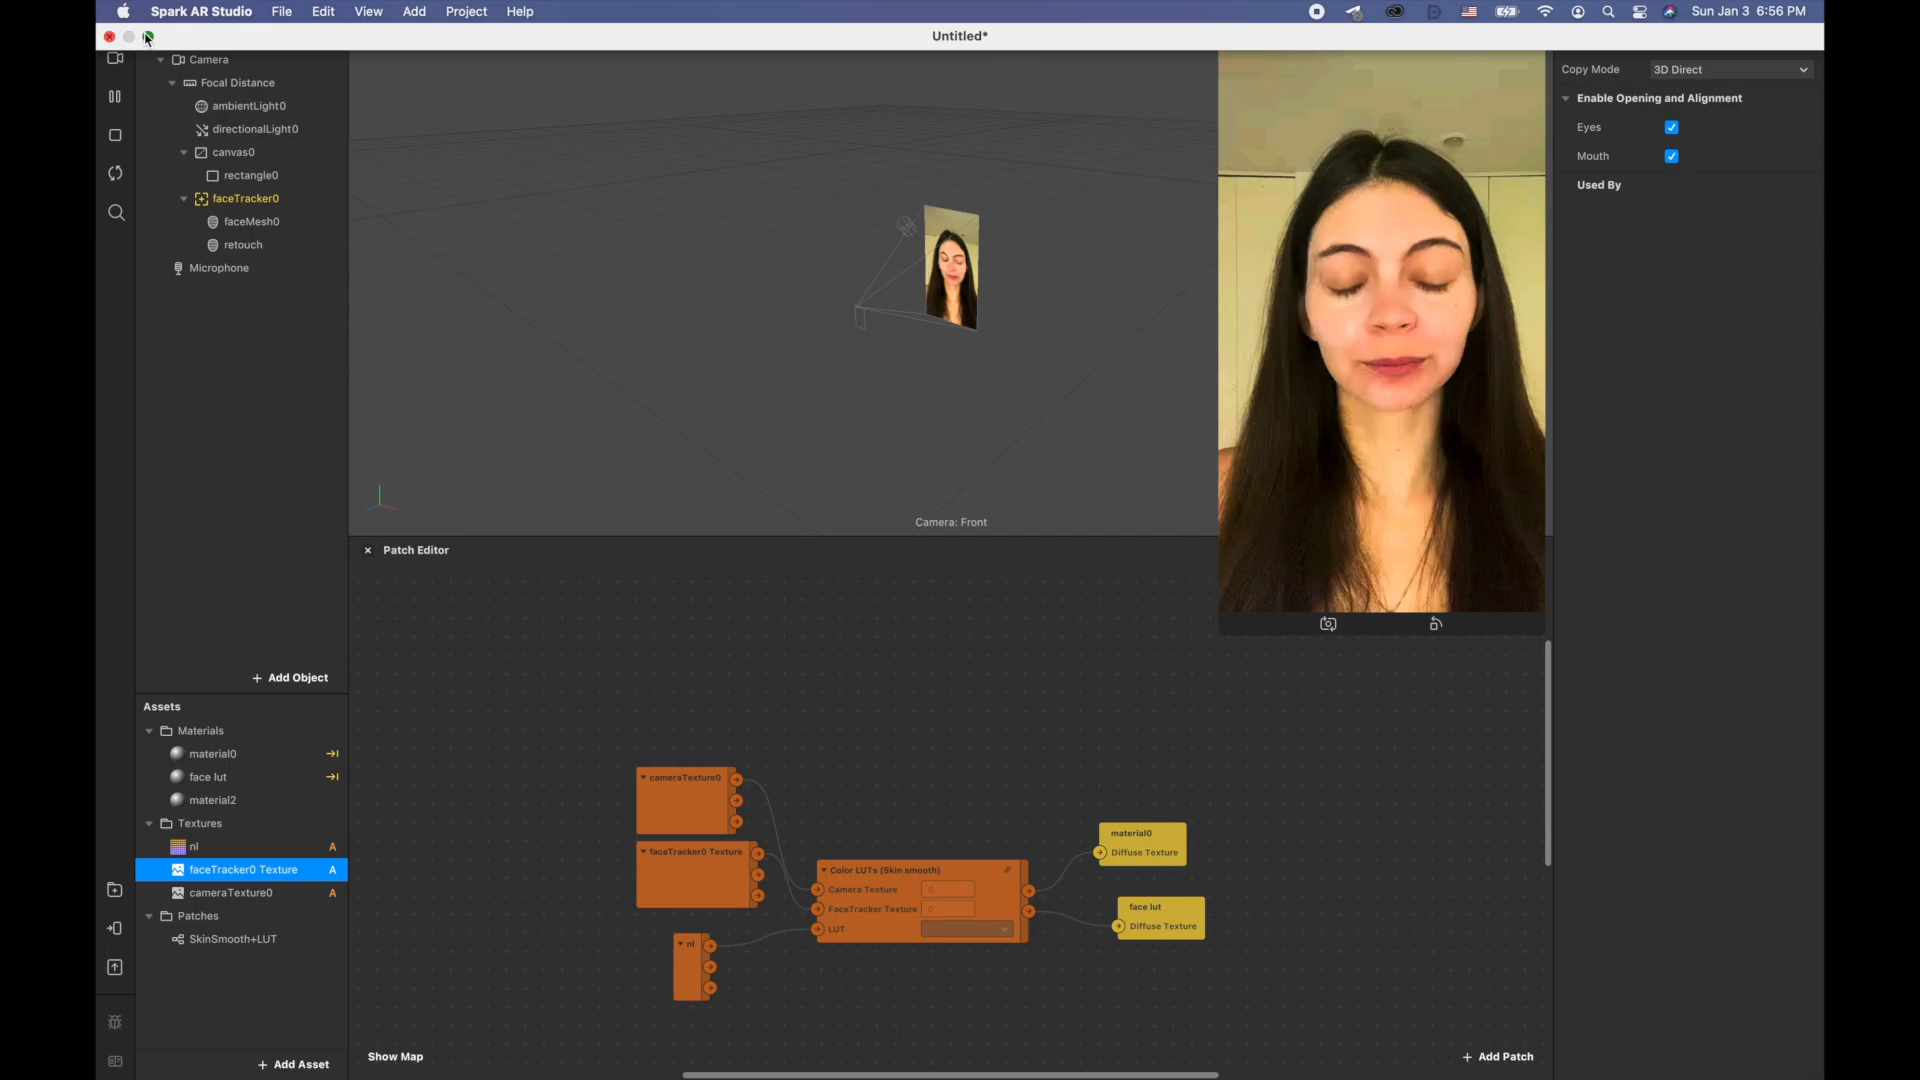 Spark AR Studio File Edit View Add Project Help
Sun Jan 3 6:56 PM
Untitled*
Camera
Focal Distance
ambientLight0
directionalLight0
canvas0
rectangle0
faceTracker0
faceMesh0
retouch
Microphone
+ Add Object
Assets
Materials
material0
face lut
material2
Textures
nl A
faceTracker0 Texture A
cameraTexture0 A
Patches
SkinSmooth+LUT
+ Add Asset
Camera: Front
Patch Editor
cameraTexture0
faceTracker0 Texture
nl
Color LUTs (Skin smooth)
Camera Texture 0
FaceTracker Texture 0
LUT
material0
Diffuse Texture
face lut
Diffuse Texture
Show Map
+ Add Patch
Copy Mode 3D Direct
Enable Opening and Alignment
Eyes
Mouth
Used By